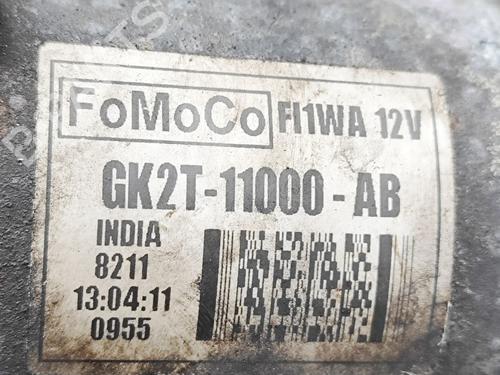 FoMoCo FI1WA 12V
GK2T-11000-AB
INDIA
8211
13:04:11
0955